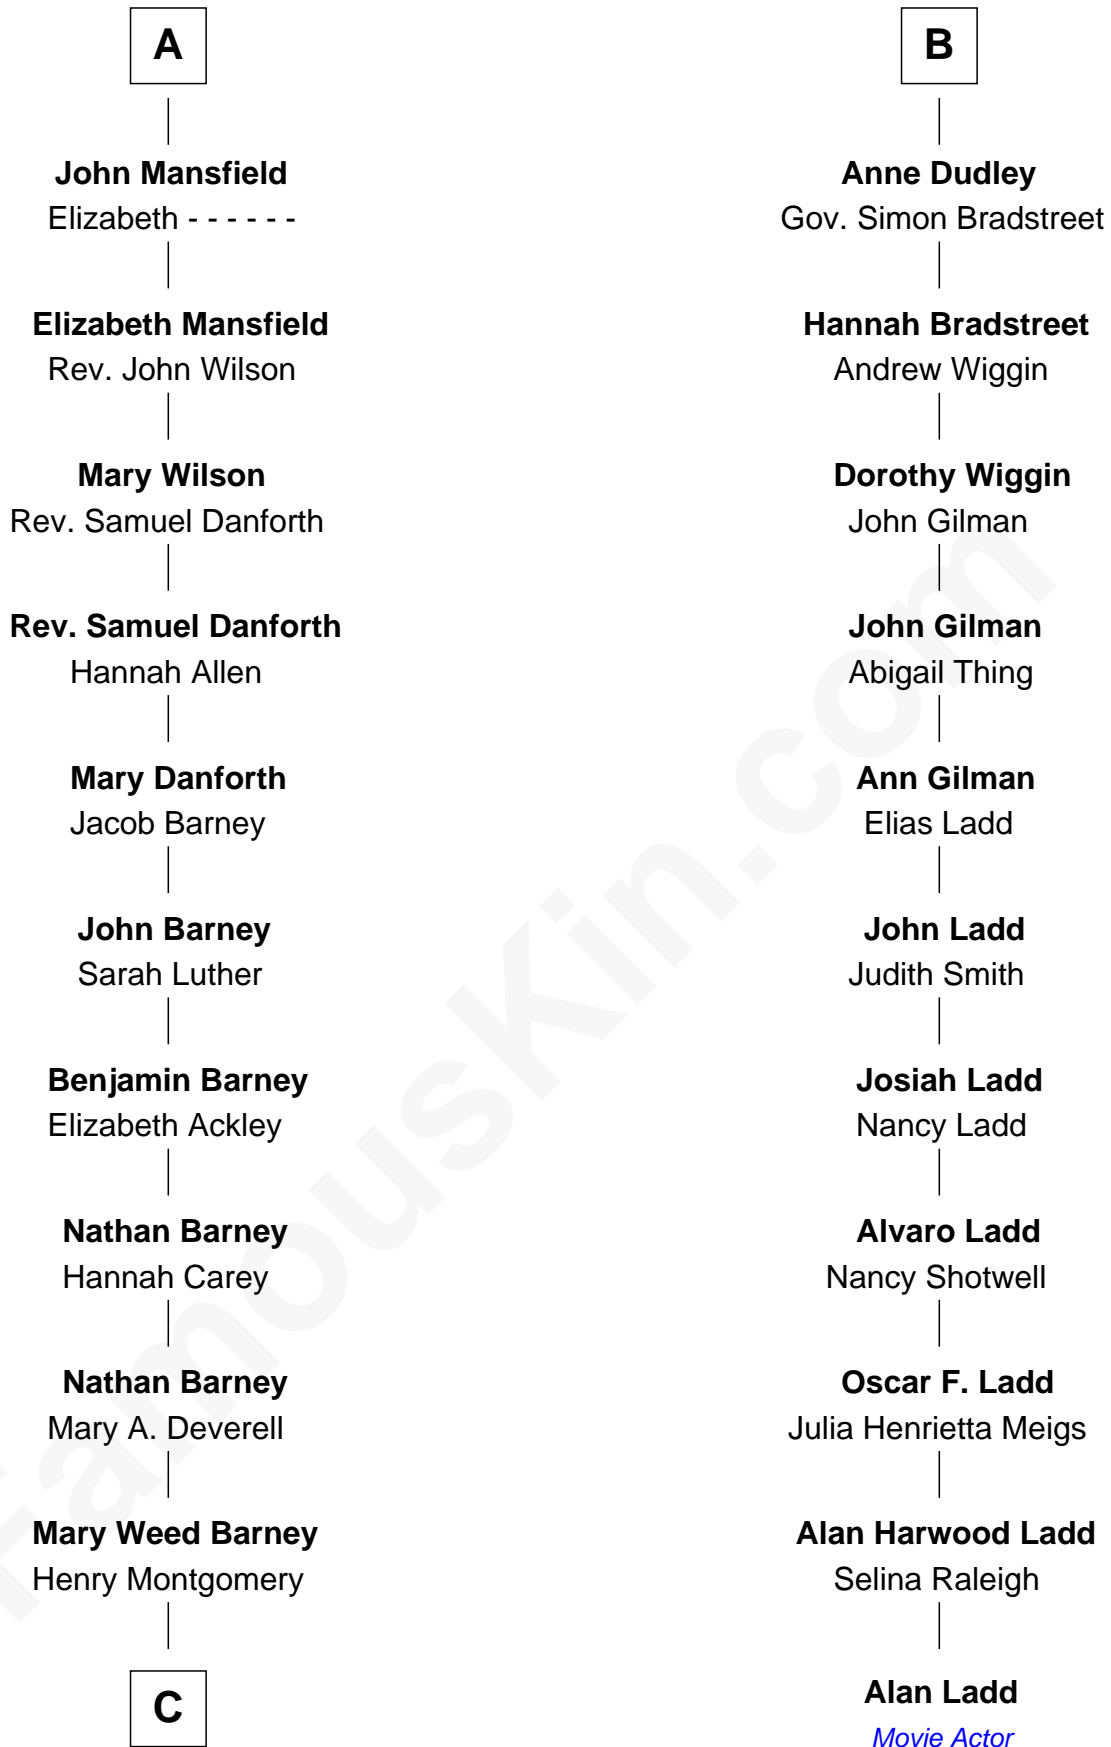 A
John Mansfield
Elizabeth - - - - - -
Elizabeth Mansfield
Rev. John Wilson
Mary Wilson
Rev. Samuel Danforth
Rev. Samuel Danforth
Hannah Allen
Mary Danforth
Jacob Barney
John Barney
Sarah Luther
Benjamin Barney
Elizabeth Ackley
Nathan Barney
Hannah Carey
Nathan Barney
Mary A. Deverell
Mary Weed Barney
Henry Montgomery
C
B
Anne Dudley
Gov. Simon Bradstreet
Hannah Bradstreet
Andrew Wiggin
Dorothy Wiggin
John Gilman
John Gilman
Abigail Thing
Ann Gilman
Elias Ladd
John Ladd
Judith Smith
Josiah Ladd
Nancy Ladd
Alvaro Ladd
Nancy Shotwell
Oscar F. Ladd
Julia Henrietta Meigs
Alan Harwood Ladd
Selina Raleigh
Alan Ladd
Movie Actor
FamousKin.com